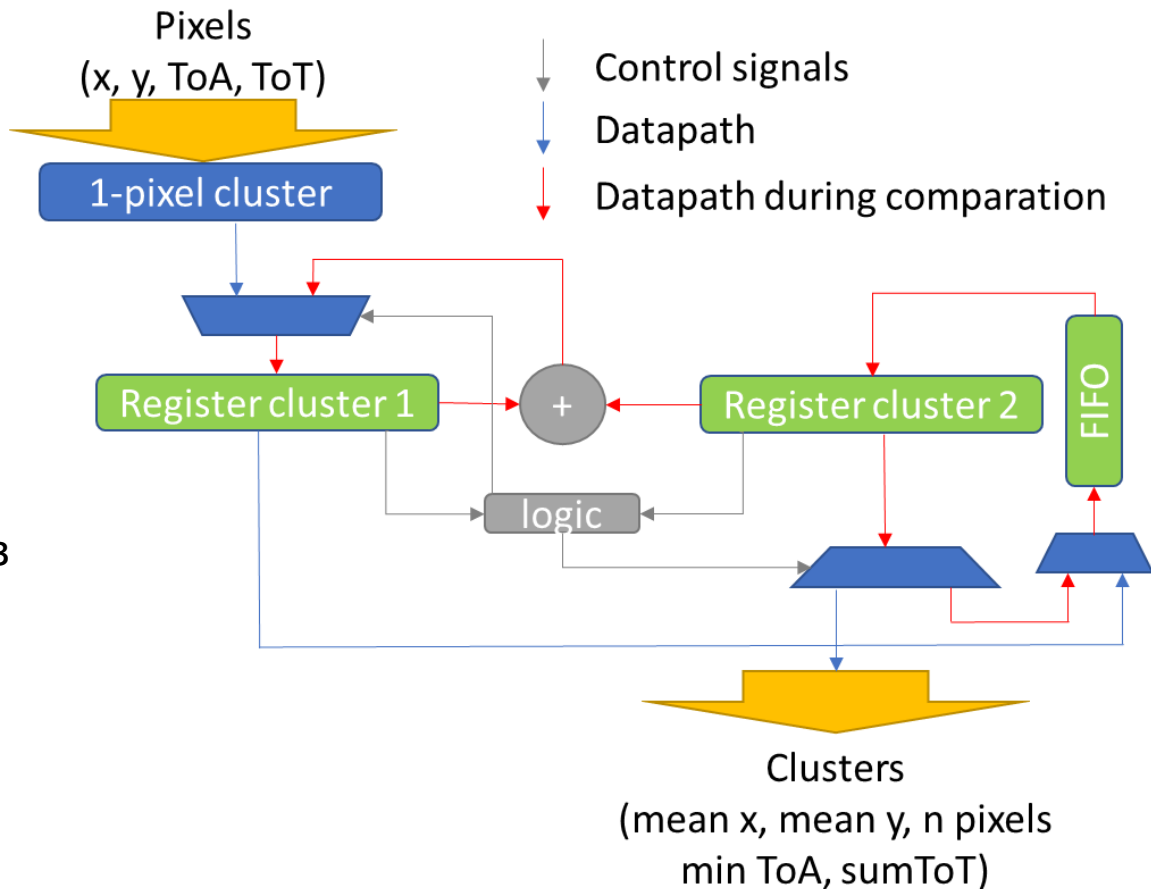 Pixels
(x, y, ToA, ToT)
Control signals
Datapath
Datapath during comparation
1-pixel cluster
Register cluster 1
+
Register cluster 2
FIFO
logic
3
Clusters
(mean x, mean y, n pixels
min ToA, sumToT)